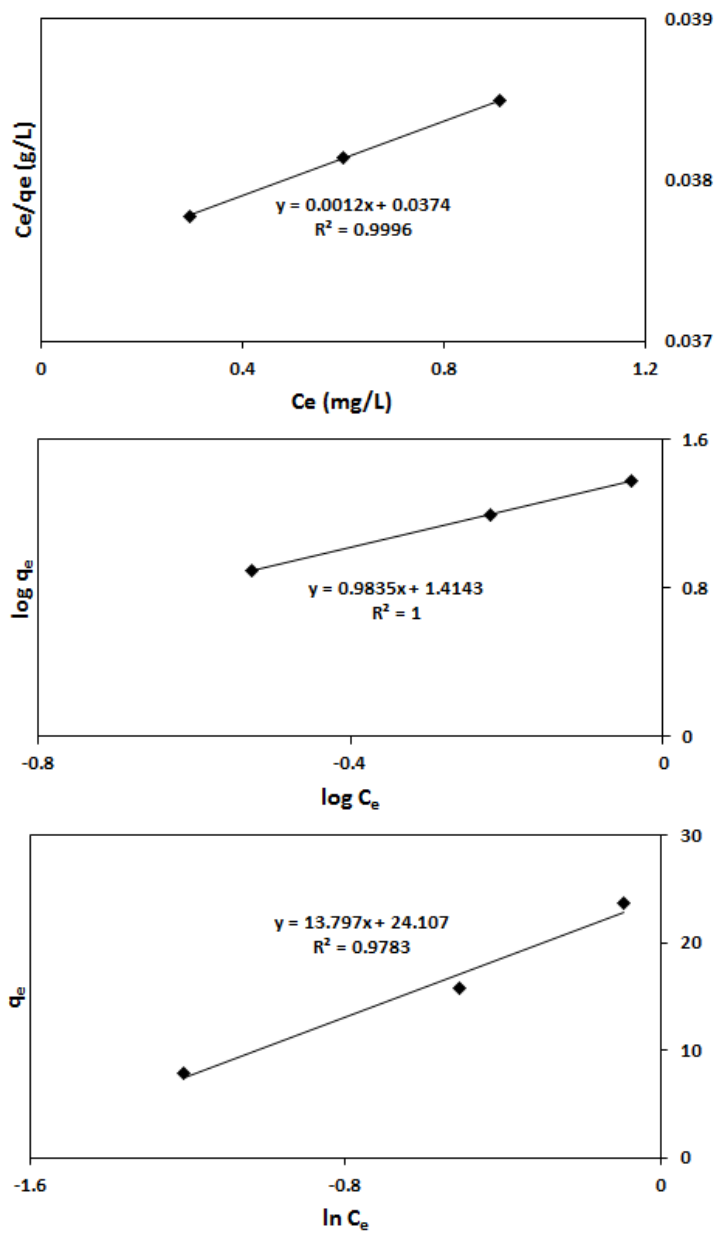 0.039
Ce/qe (g/L)
0.038
y = 0.0012x + 0.0374
R² = 0.9996
0.037
0 0.4 0.8 1.2
Ce (mg/L)
1.6
log qₑ
0.8
y = 0.9835x + 1.4143
R² = 1
0
-0.8 -0.4 0
log Cₑ
30
y = 13.797x + 24.107
R² = 0.9783
20
qₑ
10
0
-1.6 -0.8 0
ln Cₑ